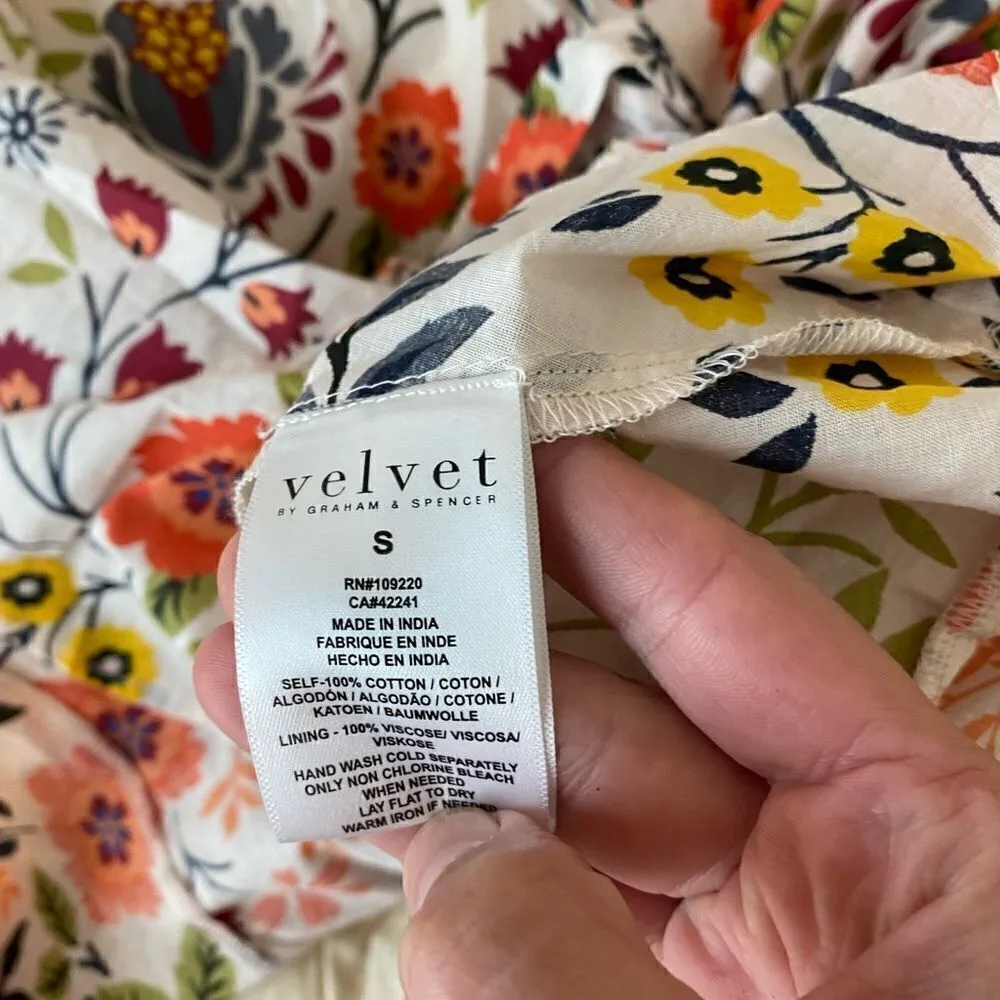 velvet
BY GRAHAM & SPENCER
S
RN#109220
CA#42241
MADE IN INDIA
FABRIQUE EN INDE
HECHO EN INDIA
SELF-100% COTTON / COTON /
ALGODÓN / ALGODÃO / COTONE /
KATOEN / BAUMWOLLE
LINING - 100% VISCOSE/ VISCOSA/
VISKOSE
HAND WASH COLD SEPARATELY
ONLY NON CHLORINE BLEACH
WHEN NEEDED
LAY FLAT TO DRY
WARM IRON IF NEEDED